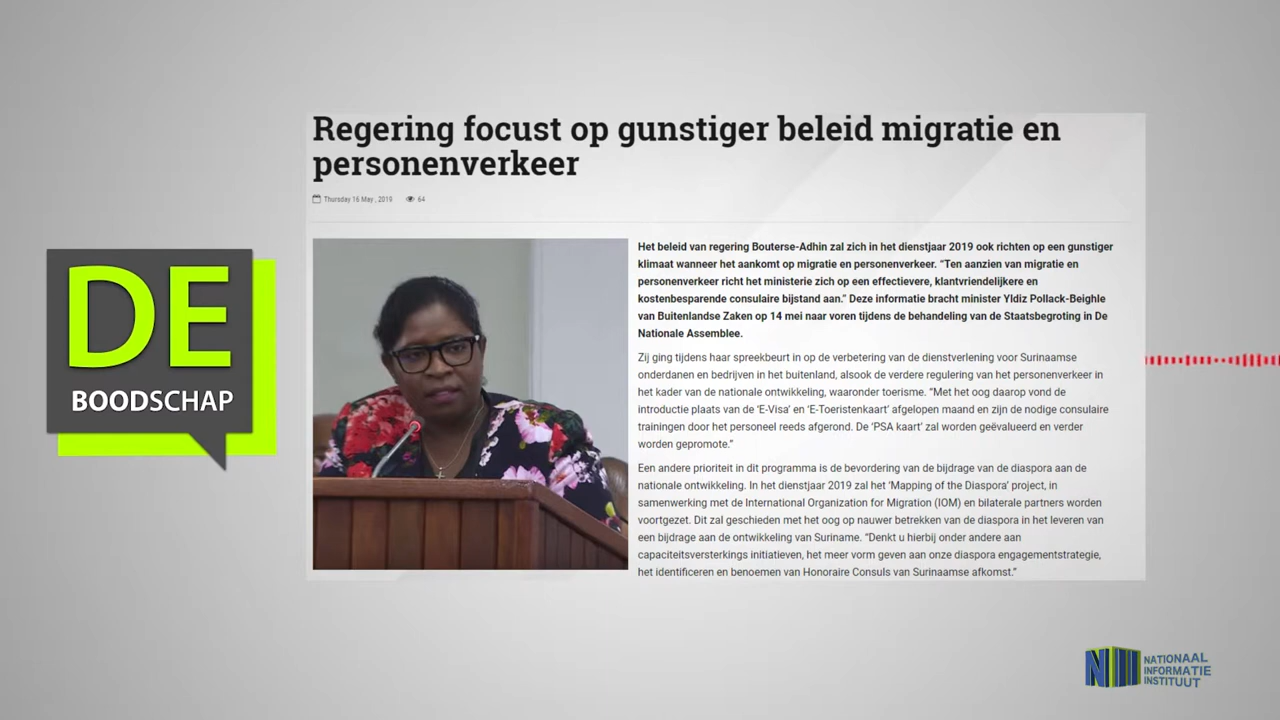 Regering focust op gunstiger beleid migratie en
personenverkeer
Thursday 16 May , 2019 64
DE
BOODSCHAP
Het beleid van regering Bouterse-Adhin zal zich in het dienstjaar 2019 ook richten op een gunstiger
klimaat wanneer het aankomt op migratie en personenverkeer. “Ten aanzien van migratie en
personenverkeer richt het ministerie zich op een effectievere, klantvriendelijkere en
kostenbesparende consulaire bijstand aan.” Deze informatie bracht minister Yldiz Pollack-Beighle
van Buitenlandse Zaken op 14 mei naar voren tijdens de behandeling van de Staatsbegroting in De
Nationale Assemblee.
Zij ging tijdens haar spreekbeurt in op de verbetering van de dienstverlening voor Surinaamse
onderdanen en bedrijven in het buitenland, alsook de verdere regulering van het personenverkeer in
het kader van de nationale ontwikkeling, waaronder toerisme. “Met het oog daarop vond de
introductie plaats van de ‘E-Visa’ en ‘E-Toeristenkaart’ afgelopen maand en zijn de nodige consulaire
trainingen door het personeel reeds afgerond. De ‘PSA kaart’ zal worden geëvalueerd en verder
worden gepromote.”
Een andere prioriteit in dit programma is de bevordering van de bijdrage van de diaspora aan de
nationale ontwikkeling. In het dienstjaar 2019 zal het ‘Mapping of the Diaspora’ project, in
samenwerking met de International Organization for Migration (IOM) en bilaterale partners worden
voortgezet. Dit zal geschieden met het oog op nauwer betrekken van de diaspora in het leveren van
een bijdrage aan de ontwikkeling van Suriname. “Denkt u hierbij onder andere aan
capaciteitsversterkings initiatieven, het meer vorm geven aan onze diaspora engagementstrategie,
het identificeren en benoemen van Honoraire Consuls van Surinaamse afkomst.”
NII
NATIONAAL
INFORMATIE
INSTITUUT